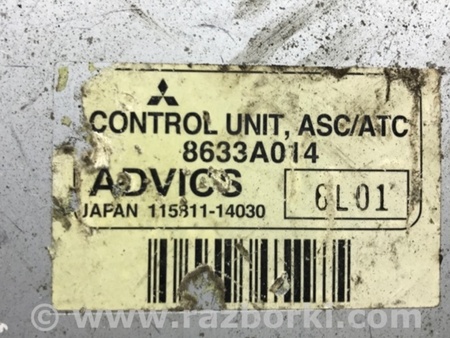 CONTROL UNIT, ASC/ATC
8633A014
ADVICS
JAPAN 115811-14030
6L01
© www.razborki.com